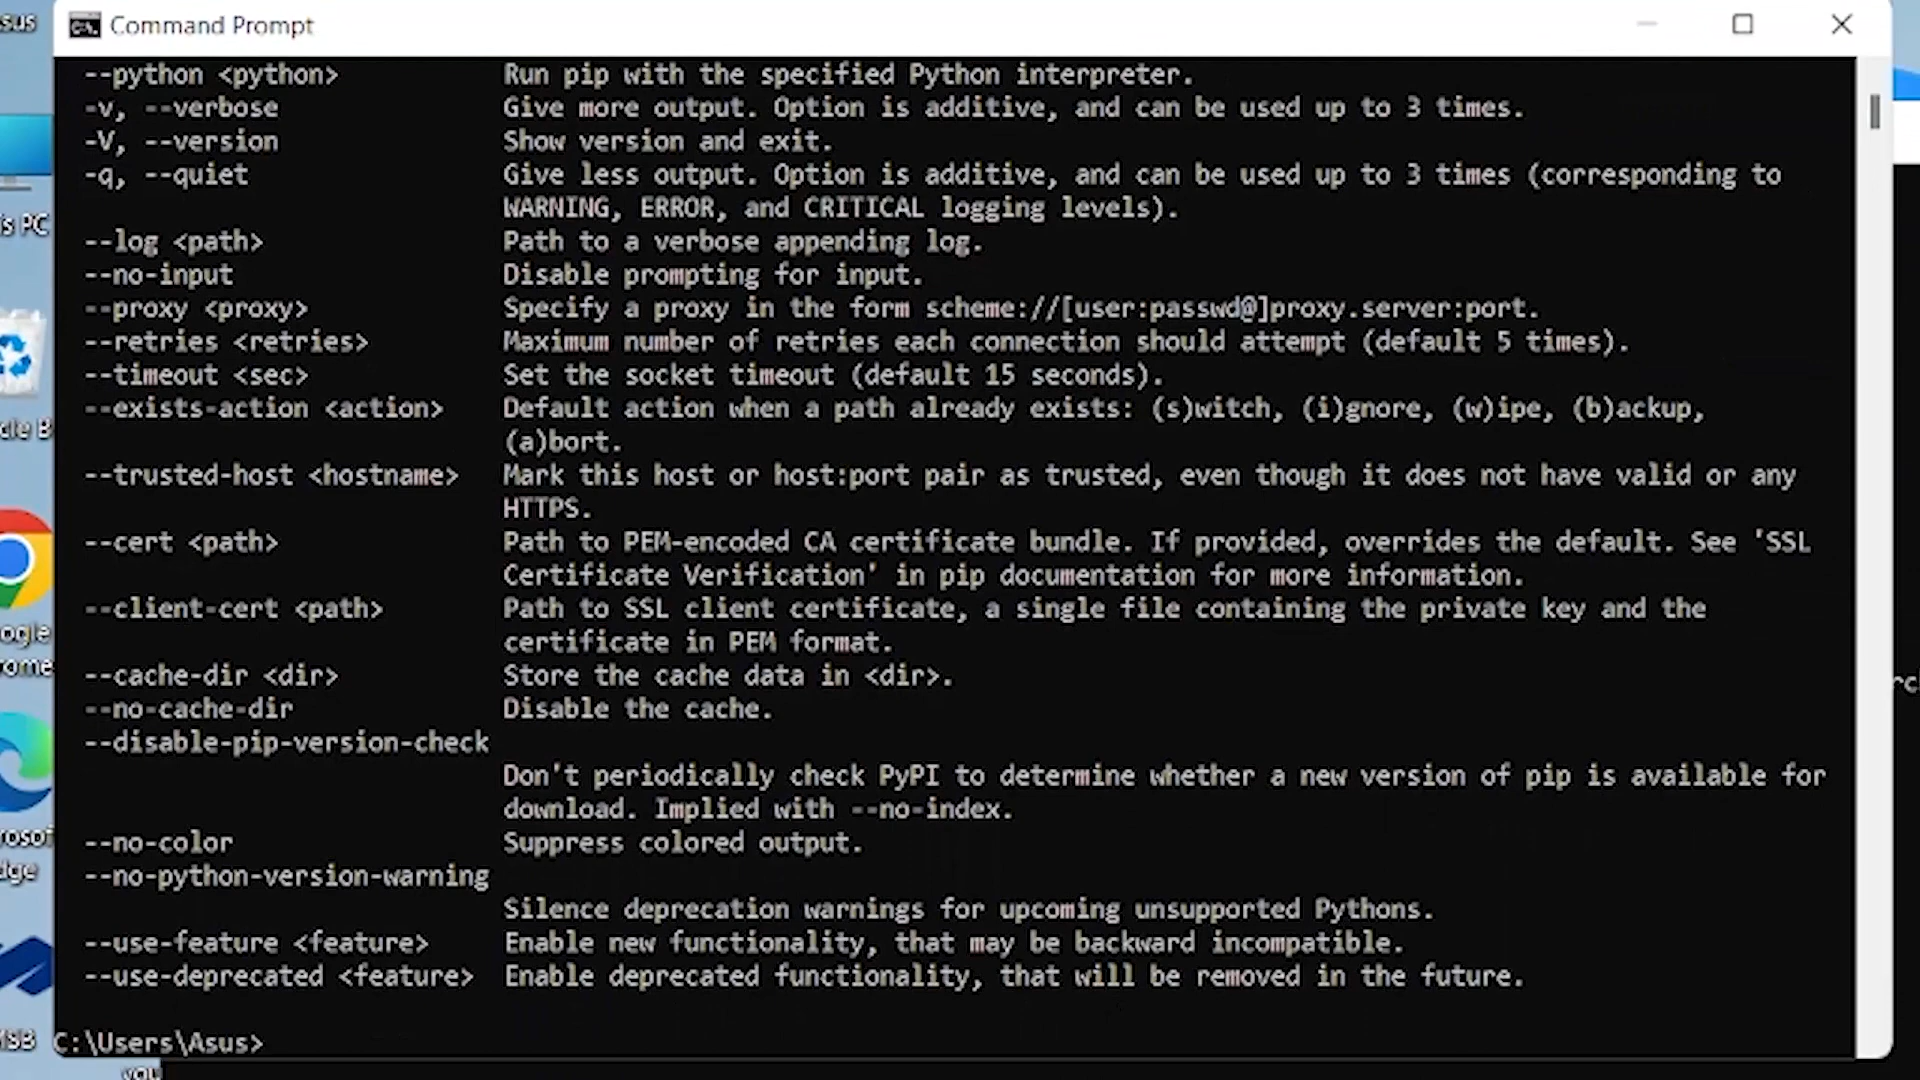 sus
Command Prompt
--python <python> Run pip with the specified Python interpreter.
-v, --verbose Give more output. Option is additive, and can be used up to 3 times.
-V, --version Show version and exit.
-q, --quiet Give less output. Option is additive, and can be used up to 3 times (corresponding to
WARNING, ERROR, and CRITICAL logging levels).
is PC
--log <path> Path to a verbose appending log.
--no-input Disable prompting for input.
--proxy <proxy> Specify a proxy in the form scheme://[user:passwd@]proxy.server:port.
--retries <retries> Maximum number of retries each connection should attempt (default 5 times).
--timeout <sec> Set the socket timeout (default 15 seconds).
--exists-action <action> Default action when a path already exists: (s)witch, (i)gnore, (w)ipe, (b)ackup,
(a)bort.
cle B
--trusted-host <hostname> Mark this host or host:port pair as trusted, even though it does not have valid or any
HTTPS.
--cert <path> Path to PEM-encoded CA certificate bundle. If provided, overrides the default. See 'SSL
Certificate Verification' in pip documentation for more information.
--client-cert <path> Path to SSL client certificate, a single file containing the private key and the
certificate in PEM format.
ogle
rome
--cache-dir <dir> Store the cache data in <dir>.
--no-cache-dir Disable the cache.
--disable-pip-version-check
Don't periodically check PyPI to determine whether a new version of pip is available for
download. Implied with --no-index.
--no-color Suppress colored output.
rosof
dge
--no-python-version-warning
Silence deprecation warnings for upcoming unsupported Pythons.
--use-feature <feature> Enable new functionality, that may be backward incompatible.
--use-deprecated <feature> Enable deprecated functionality, that will be removed in the future.
C:\Users\Asus>
you